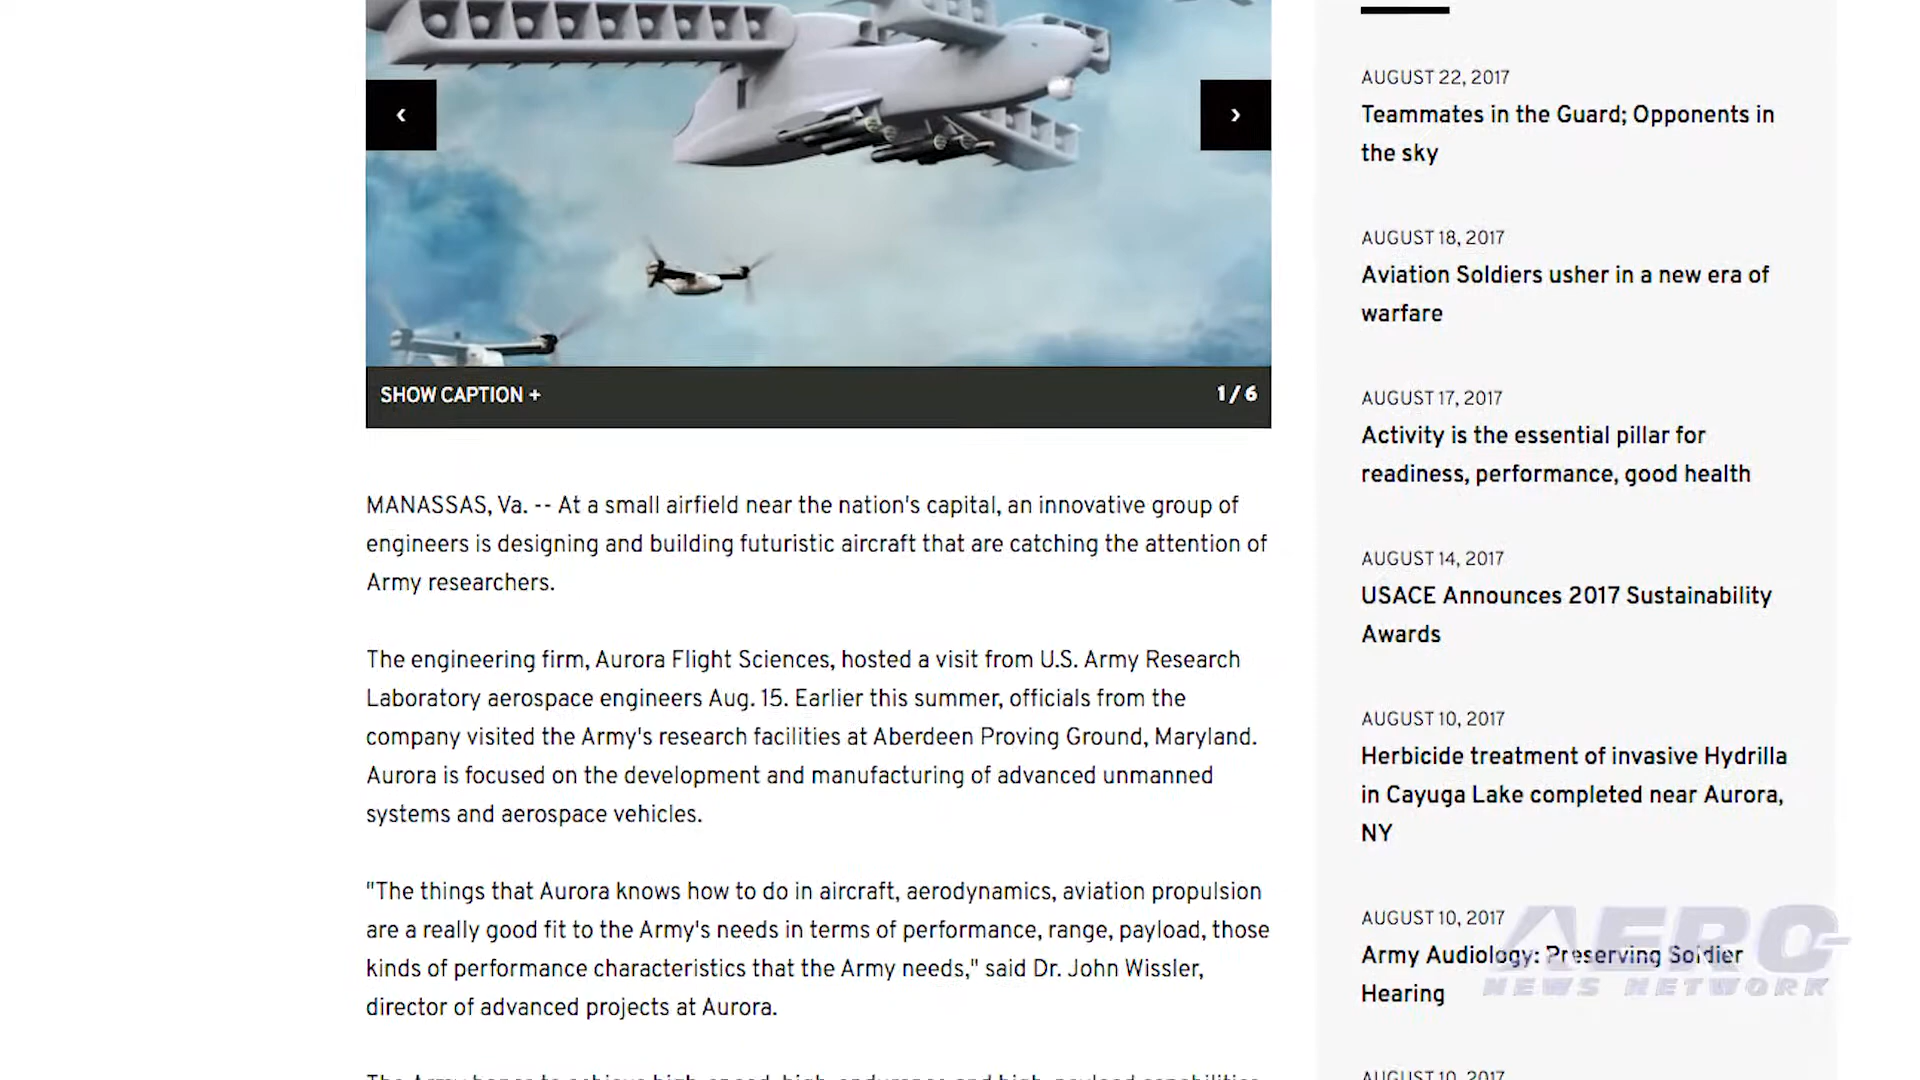 SHOW CAPTION +
1 / 6
MANASSAS, Va. -- At a small airfield near the nation's capital, an innovative group of
engineers is designing and building futuristic aircraft that are catching the attention of
Army researchers.
The engineering firm, Aurora Flight Sciences, hosted a visit from U.S. Army Research
Laboratory aerospace engineers Aug. 15. Earlier this summer, officials from the
company visited the Army's research facilities at Aberdeen Proving Ground, Maryland.
Aurora is focused on the development and manufacturing of advanced unmanned
systems and aerospace vehicles.
"The things that Aurora knows how to do in aircraft, aerodynamics, aviation propulsion
are a really good fit to the Army's needs in terms of performance, range, payload, those
kinds of performance characteristics that the Army needs," said Dr. John Wissler,
director of advanced projects at Aurora.
AUGUST 22, 2017
Teammates in the Guard; Opponents in
the sky
AUGUST 18, 2017
Aviation Soldiers usher in a new era of
warfare
AUGUST 17, 2017
Activity is the essential pillar for
readiness, performance, good health
AUGUST 14, 2017
USACE Announces 2017 Sustainability
Awards
AUGUST 10, 2017
Herbicide treatment of invasive Hydrilla
in Cayuga Lake completed near Aurora,
NY
AUGUST 10, 2017
Army Audiology: Preserving Soldier
Hearing
AUGUST 10, 2017
AERO
NEWS NETWORK